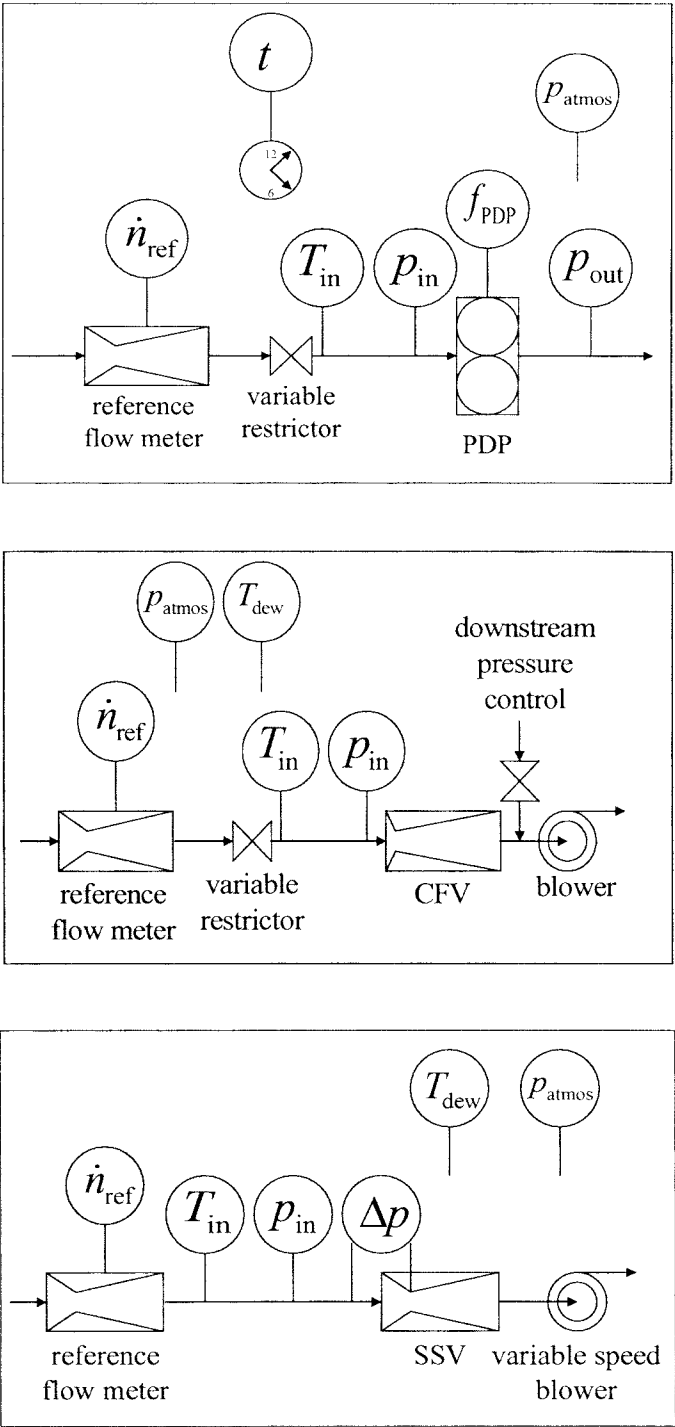 t
p_atmos
12
6
ṅ_ref
f_PDP
T_in
p_in
p_out
reference
flow meter
variable
restrictor
PDP
p_atmos
T_dew
downstream
pressure
control
ṅ_ref
T_in
p_in
reference
flow meter
variable
restrictor
CFV
blower
T_dew
p_atmos
ṅ_ref
T_in
p_in
Δp
reference
flow meter
SSV
variable speed
blower